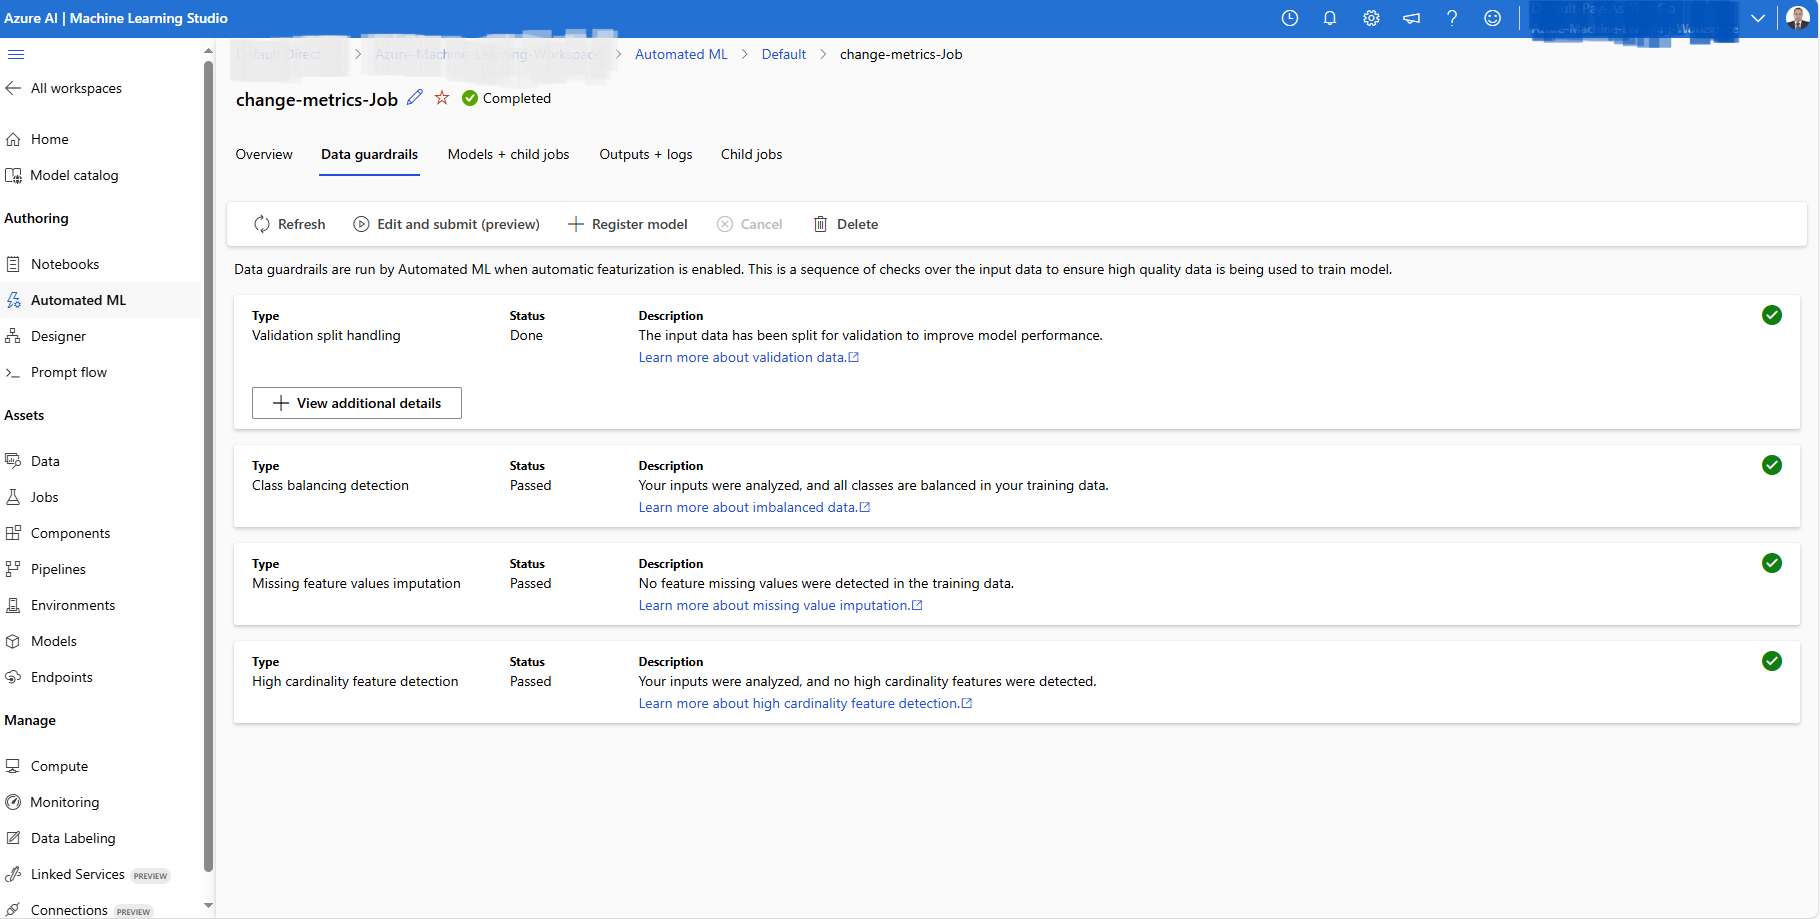 Azure AI | Machine Learning Studio
Automated ML > Default > change-metrics-Job
All workspaces
Home
Model catalog
Authoring
Notebooks
Automated ML
Designer
Prompt flow
Assets
Data
Jobs
Components
Pipelines
Environments
Models
Endpoints
Manage
Compute
Monitoring
Data Labeling
Linked Services PREVIEW
Connections PREVIEW
change-metrics-Job Completed
Overview Data guardrails Models + child jobs Outputs + logs Child jobs
Refresh Edit and submit (preview) Register model Cancel Delete
Data guardrails are run by Automated ML when automatic featurization is enabled. This is a sequence of checks over the input data to ensure high quality data is being used to train model.
Type Status Description
Validation split handling Done The input data has been split for validation to improve model performance.
Learn more about validation data.
View additional details
Type Status Description
Class balancing detection Passed Your inputs were analyzed, and all classes are balanced in your training data.
Learn more about imbalanced data.
Type Status Description
Missing feature values imputation Passed No feature missing values were detected in the training data.
Learn more about missing value imputation.
Type Status Description
High cardinality feature detection Passed Your inputs were analyzed, and no high cardinality features were detected.
Learn more about high cardinality feature detection.